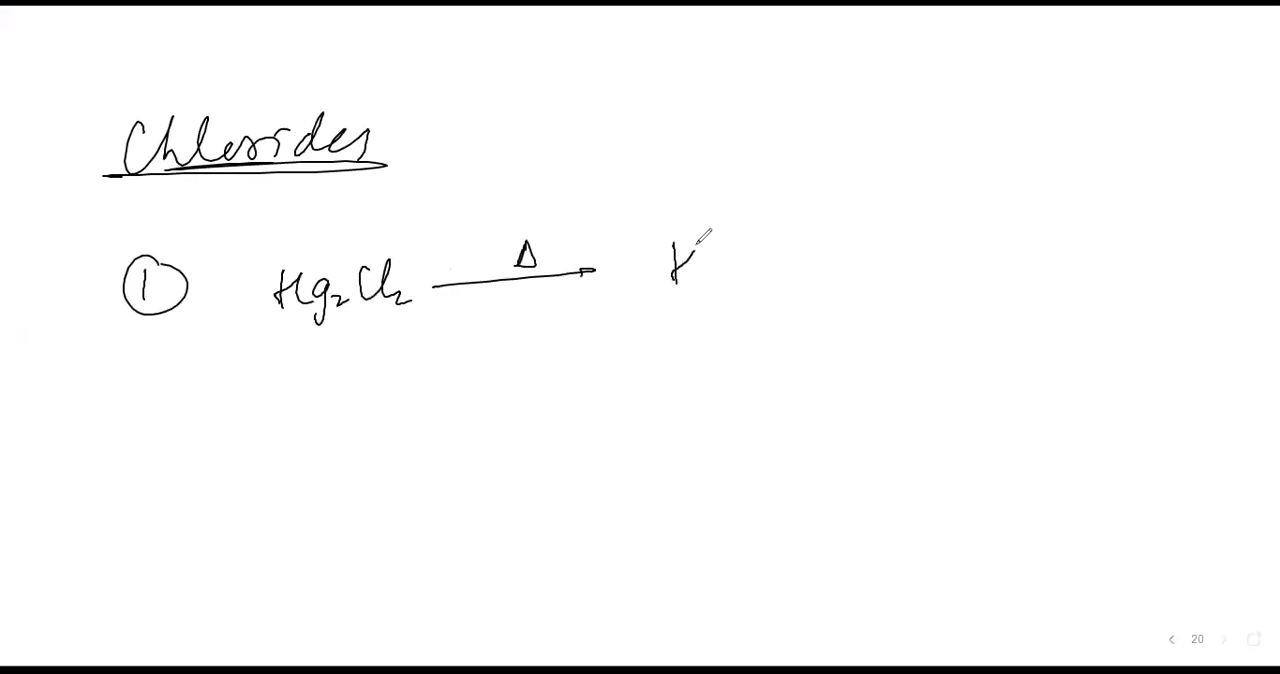 Chlorides
① Hg₂Cl₂ —Δ→
< 20 >